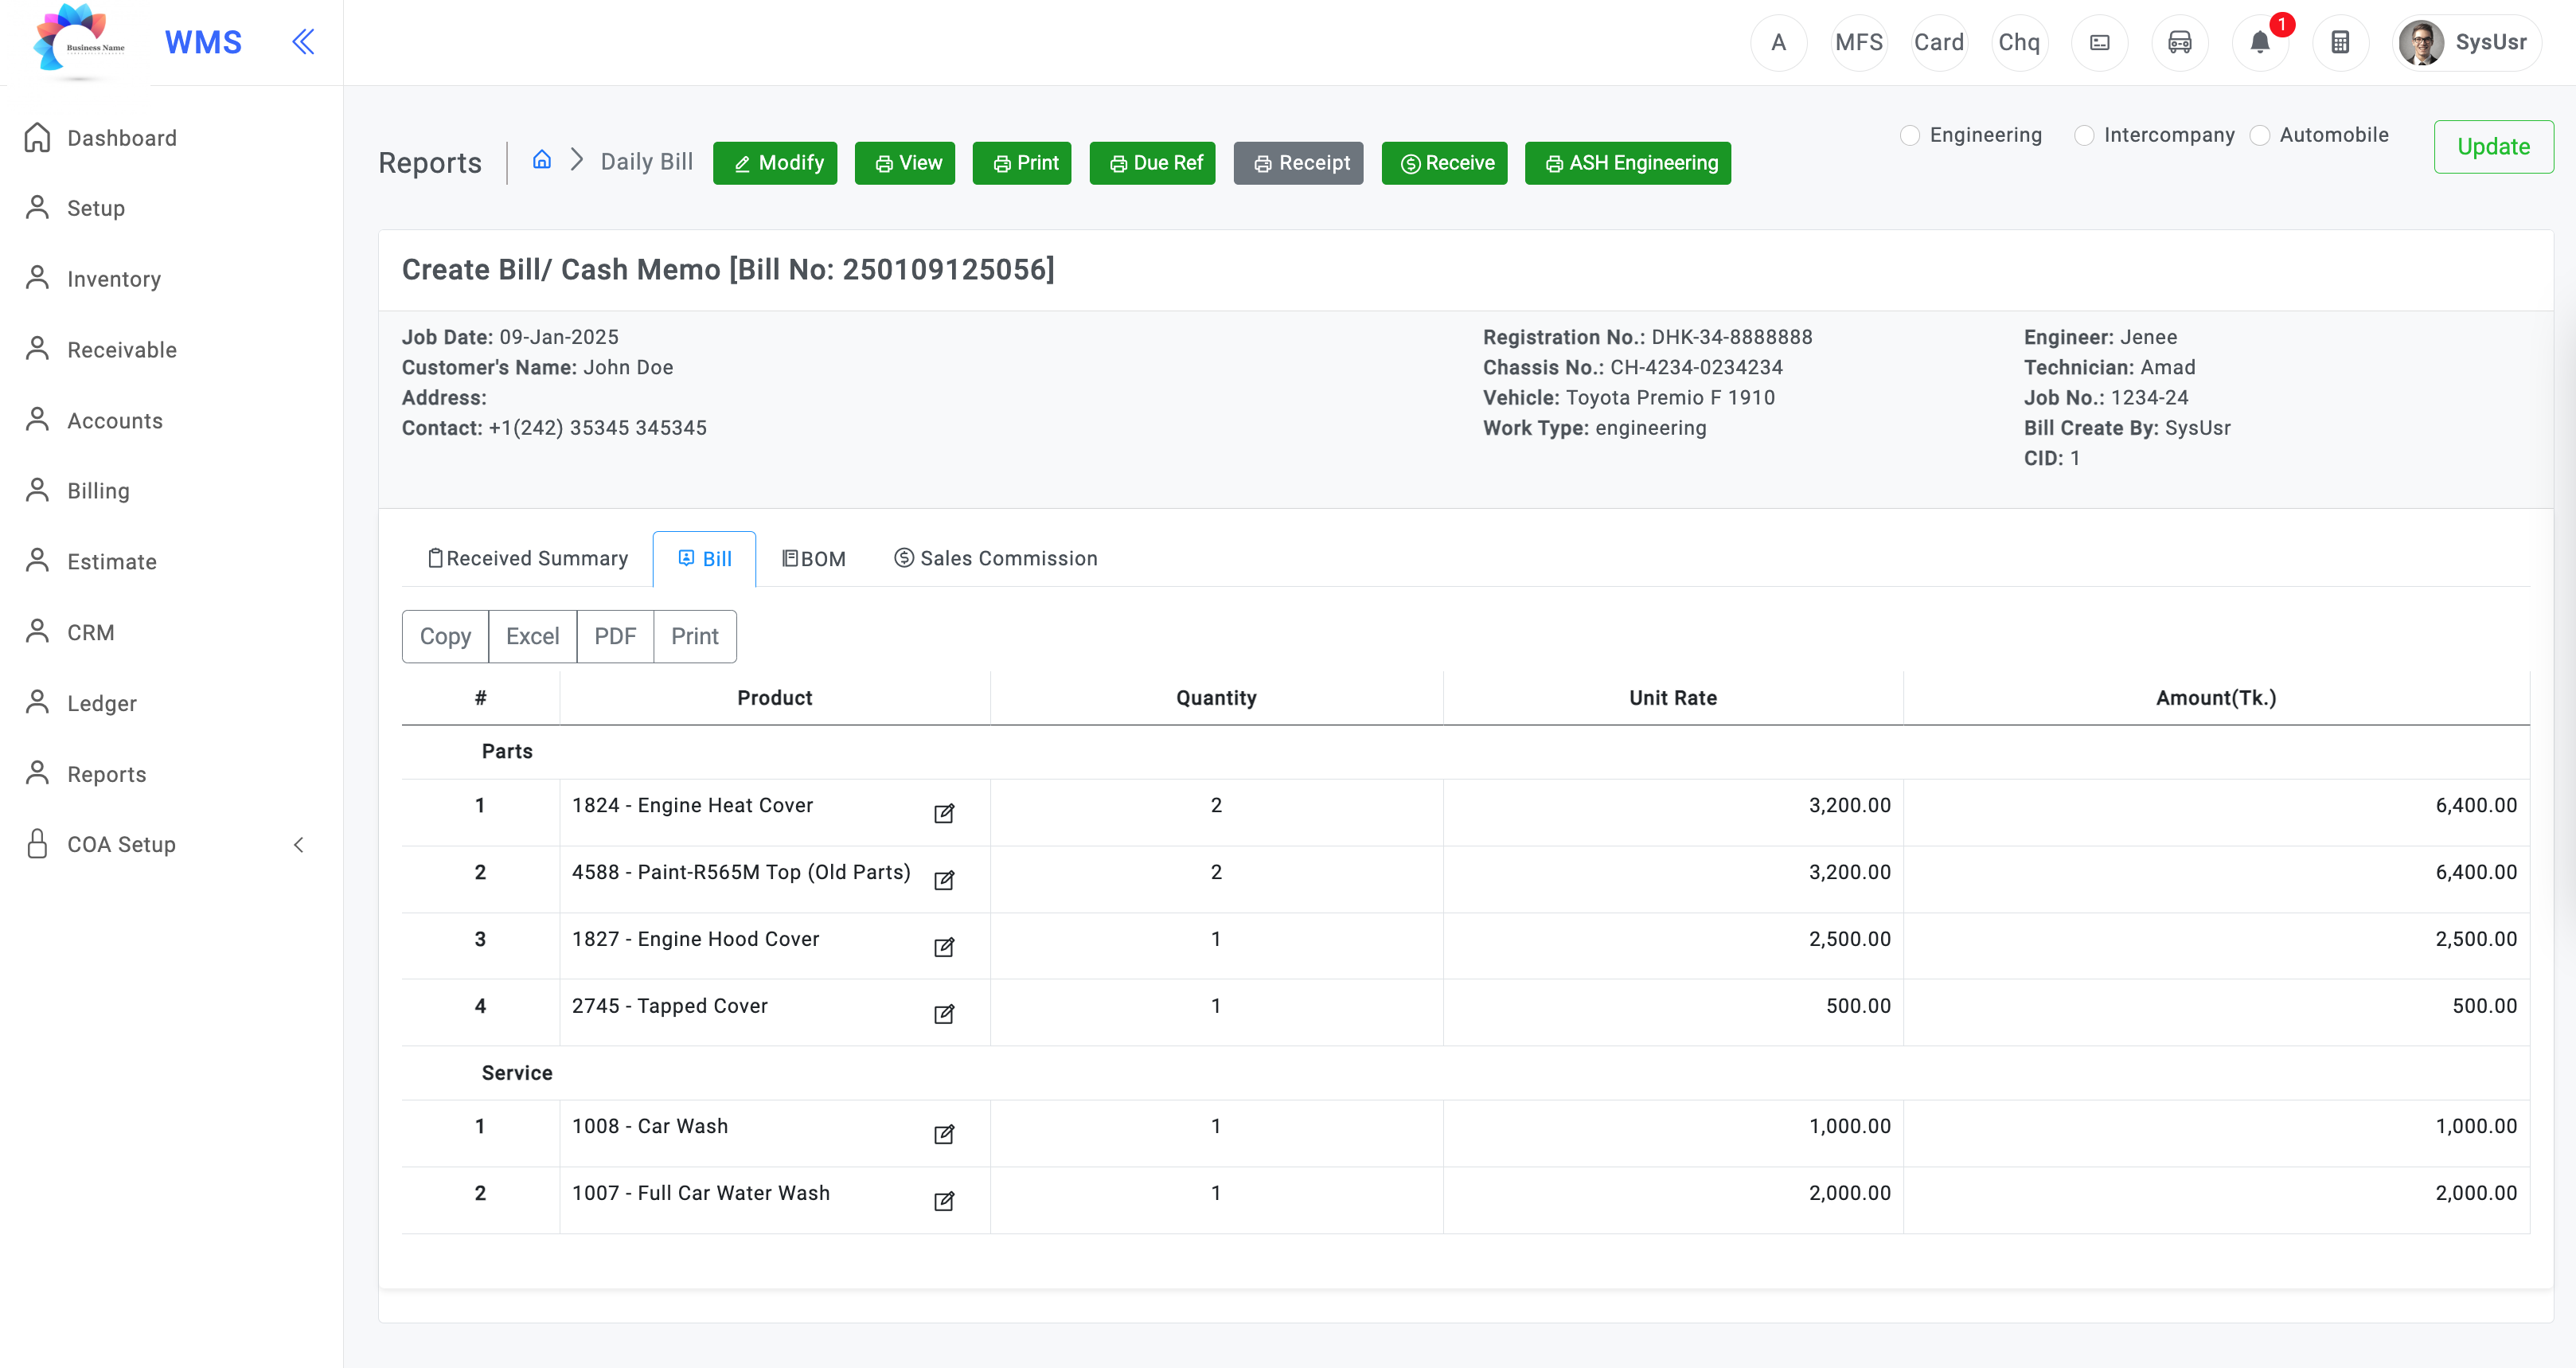 Business Name
WMS
A
MFS
Card
Chq
1
SysUsr
Dashboard
Setup
Inventory
Receivable
Accounts
Billing
Estimate
CRM
Ledger
Reports
COA Setup
Reports
Daily Bill
Modify
View
Print
Due Ref
Receipt
Receive
ASH Engineering
Engineering
Intercompany
Automobile
Update
Create Bill/ Cash Memo [Bill No: 250109125056]
Job Date: 09-Jan-2025
Customer's Name: John Doe
Address:
Contact: +1(242) 35345 345345
Registration No.: DHK-34-8888888
Chassis No.: CH-4234-0234234
Vehicle: Toyota Premio F 1910
Work Type: engineering
Engineer: Jenee
Technician: Amad
Job No.: 1234-24
Bill Create By: SysUsr
CID: 1
Received Summary
Bill
BOM
Sales Commission
Copy
Excel
PDF
Print
# Product Quantity Unit Rate Amount(Tk.)
Parts
1 1824 - Engine Heat Cover 2 3,200.00 6,400.00
2 4588 - Paint-R565M Top (Old Parts) 2 3,200.00 6,400.00
3 1827 - Engine Hood Cover 1 2,500.00 2,500.00
4 2745 - Tapped Cover 1 500.00 500.00
Service
1 1008 - Car Wash 1 1,000.00 1,000.00
2 1007 - Full Car Water Wash 1 2,000.00 2,000.00